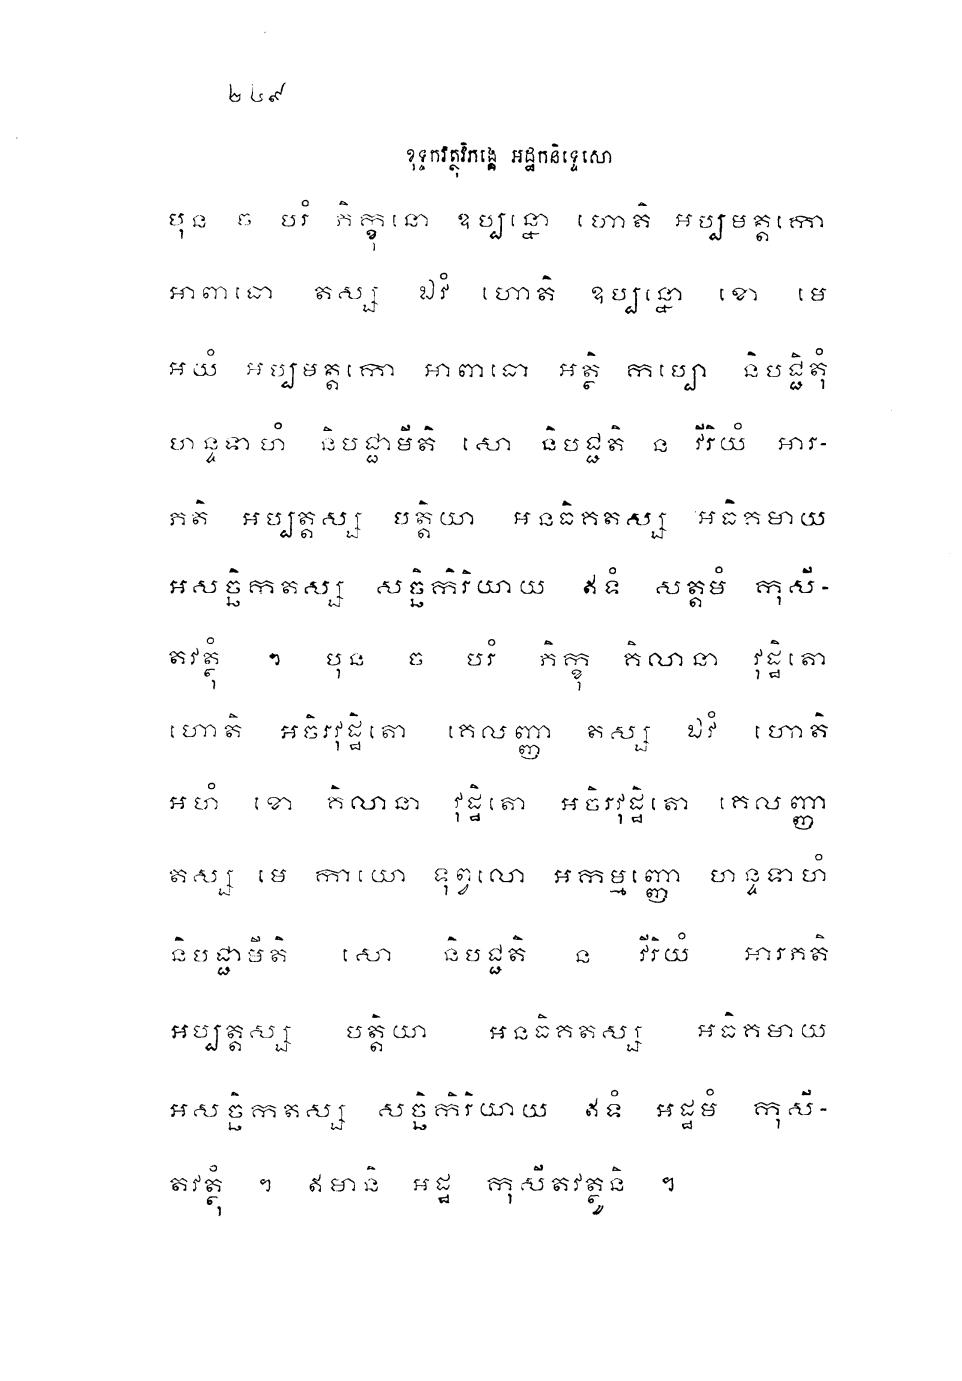 ២៤៩
ខុទ្ទកវត្ថុវិភង្គេ អដ្ឋកនិទ្ទេសោ
បុន ច បរំ ភិក្ខុនោ ឧប្បន្នោ ហោតិ អប្បមត្តកោ
អាពាធោ តស្ស ឯវំ ហោតិ ឧប្បន្នោ ខោ មេ
អយំ អប្បមត្តកោ អាពាធោ អត្ថិ កប្បោ និបជ្ជិតុំ
ហន្ទាហំ និបជ្ជាមីតិ សោ និបជ្ជតិ ន វីរិយំ អារ-
ភតិ អប្បត្តស្ស បត្តិយា អនធិគតស្ស អធិគមាយ
អសច្ឆិកតស្ស សច្ឆិកិរិយាយ ឥទំ សត្តមំ កុសី-
តវត្ថុំ ។ បុន ច បរំ ភិក្ខុ គិលានា វុដ្ឋិតោ
ហោតិ អចិរវុដ្ឋិតោ គេលញ្ញា តស្ស ឯវំ ហោតិ
អហំ ខោ គិលានា វុដ្ឋិតោ អចិរវុដ្ឋិតោ គេលញ្ញា
តស្ស មេ កាយោ ទុព្វលោ អកម្មញ្ញោ ហន្ទទាហំ
និបជ្ជាមីតិ សោ និបជ្ជតិ ន វីរិយំ អារភតិ
អប្បត្តស្ស បត្តិយា អនធិគតស្ស អធិគមាយ
អសច្ឆិកតស្ស សច្ឆិកិរិយាយ ឥទំ អដ្ឋមំ កុសី-
តវត្ថុំ ។ ឥមានិ អដ្ឋ កុសីតវត្ថូនិ ។